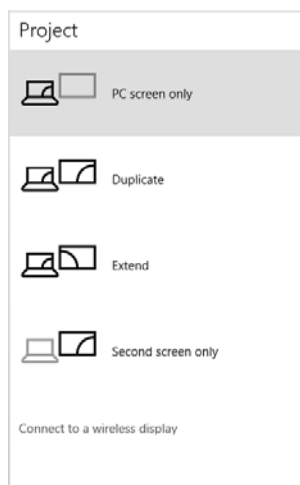 Project
PC screen only
Duplicate
Extend
Second screen only
Connect to a wireless display